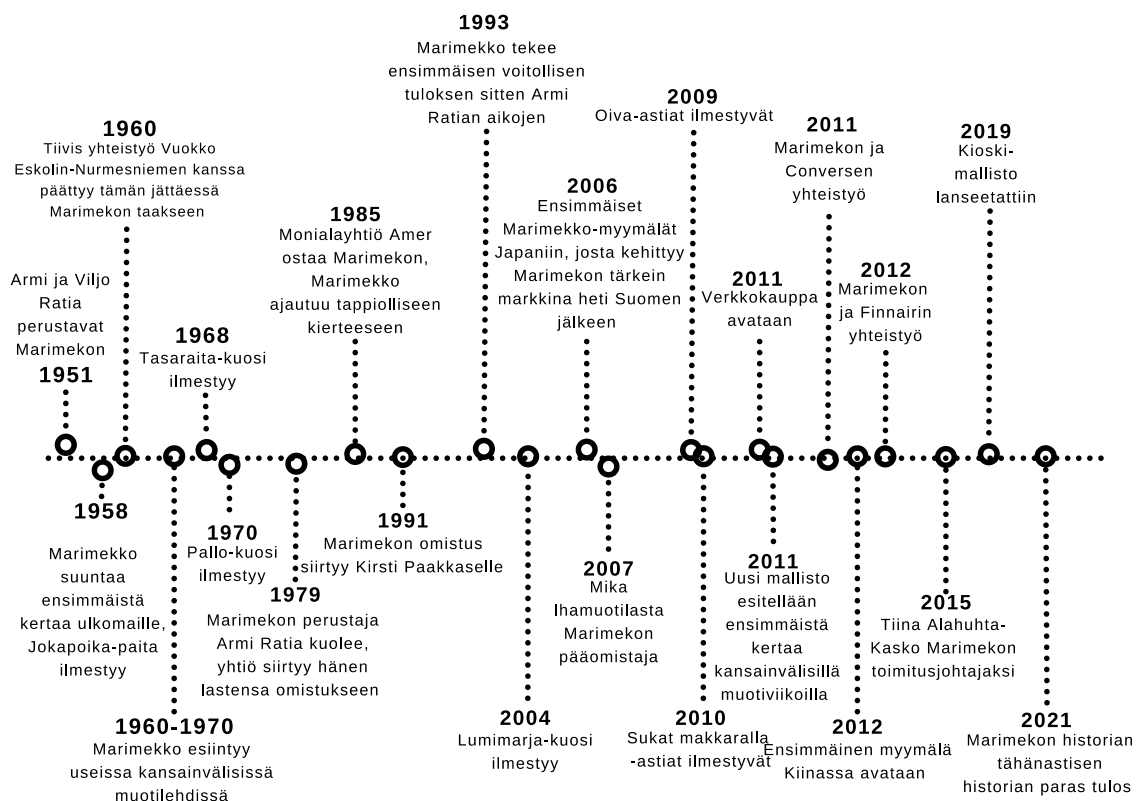 Armi ja Viljo
Ratia
perustavat
Marimekon
1951
1958
Marimekko
suuntaa
ensimmäistä
kertaa ulkomaille,
Jokapoika-paita
ilmestyy
1960
Tiivis yhteistyö Vuokko
Eskolin-Nurmesniemen kanssa
päättyy tämän jättäessä
Marimekon taakseen
1960-1970
Marimekko esiintyy
useissa kansainvälisissä
muotilehdissä
1968
Tasaraita-kuosi
ilmestyy
1970
Pallo-kuosi
ilmestyy
1979
Marimekon perustaja
Armi Ratia kuolee,
yhtiö siirtyy hänen
lastensa omistukseen
1985
Monialayhtiö Amer
ostaa Marimekon,
Marimekko
ajautuu tappiolliseen
kierteeseen
1991
Marimekon omistus
siirtyy Kirsti Paakkaselle
1993
Marimekko tekee
ensimmäisen voitollisen
tuloksen sitten Armi
Ratian aikojen
2004
Lumimarja-kuosi
ilmestyy
2006
Ensimmäiset
Marimekko-myymälät
Japaniin, josta kehittyy
Marimekon tärkein
markkina heti Suomen
jälkeen
2007
Mika
Ihamuotilasta
Marimekon
pääomistaja
2009
Oiva-astiat ilmestyvät
2010
Sukat makkaralla
-astiat ilmestyvät
2011
Verkkokauppa
avataan
2011
Uusi mallisto
esitellään
ensimmäistä
kertaa
kansainvälisillä
muotiviikoilla
2011
Marimekon ja
Conversen
yhteistyö
2012
Ensimmäinen myymälä
Kiinassa avataan
2012
Marimekon
ja Finnairin
yhteistyö
2015
Tiina Alahuhta-
Kasko Marimekon
toimitusjohtajaksi
2019
Kioski-
mallisto
lanseetattiin
2021
Marimekon historian
tähänastisen
historian paras tulos